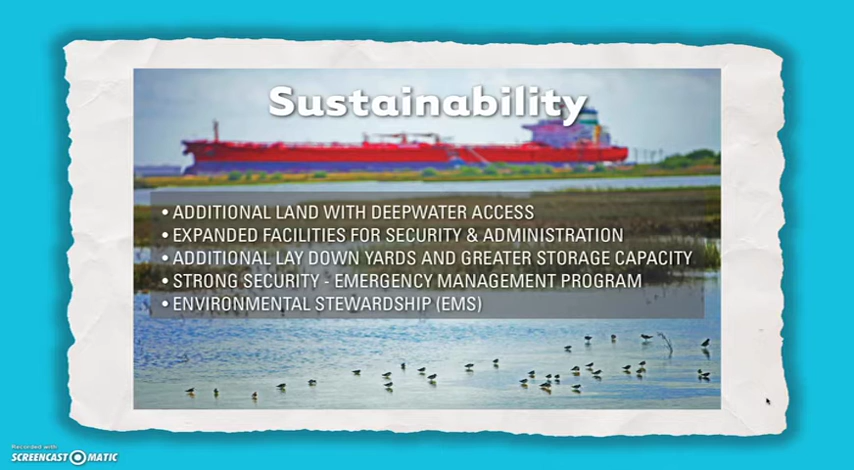 Sustainability
• ADDITIONAL LAND WITH DEEPWATER ACCESS
• EXPANDED FACILITIES FOR SECURITY & ADMINISTRATION
• ADDITIONAL LAY DOWN YARDS AND GREATER STORAGE CAPACITY
• STRONG SECURITY - EMERGENCY MANAGEMENT PROGRAM
• ENVIRONMENTAL STEWARDSHIP (EMS)
Recorded with
SCREENCAST MATIC